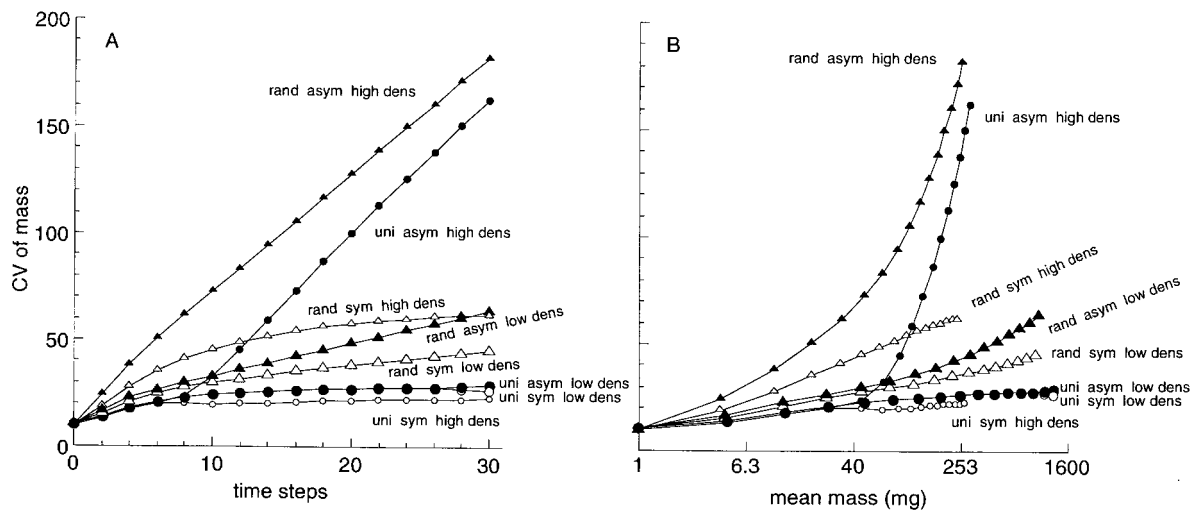 A
200
150
100
50
0
CV of mass
rand asym high dens
uni asym high dens
rand sym high dens
rand asym low dens
rand sym low dens
uni asym low dens
uni sym low dens
uni sym high dens
0 10 20 30
time steps
B
rand asym high dens
uni asym high dens
rand sym high dens
rand asym low dens
rand sym low dens
uni asym low dens
uni sym low dens
uni sym high dens
1 6.3 40 253 1600
mean mass (mg)